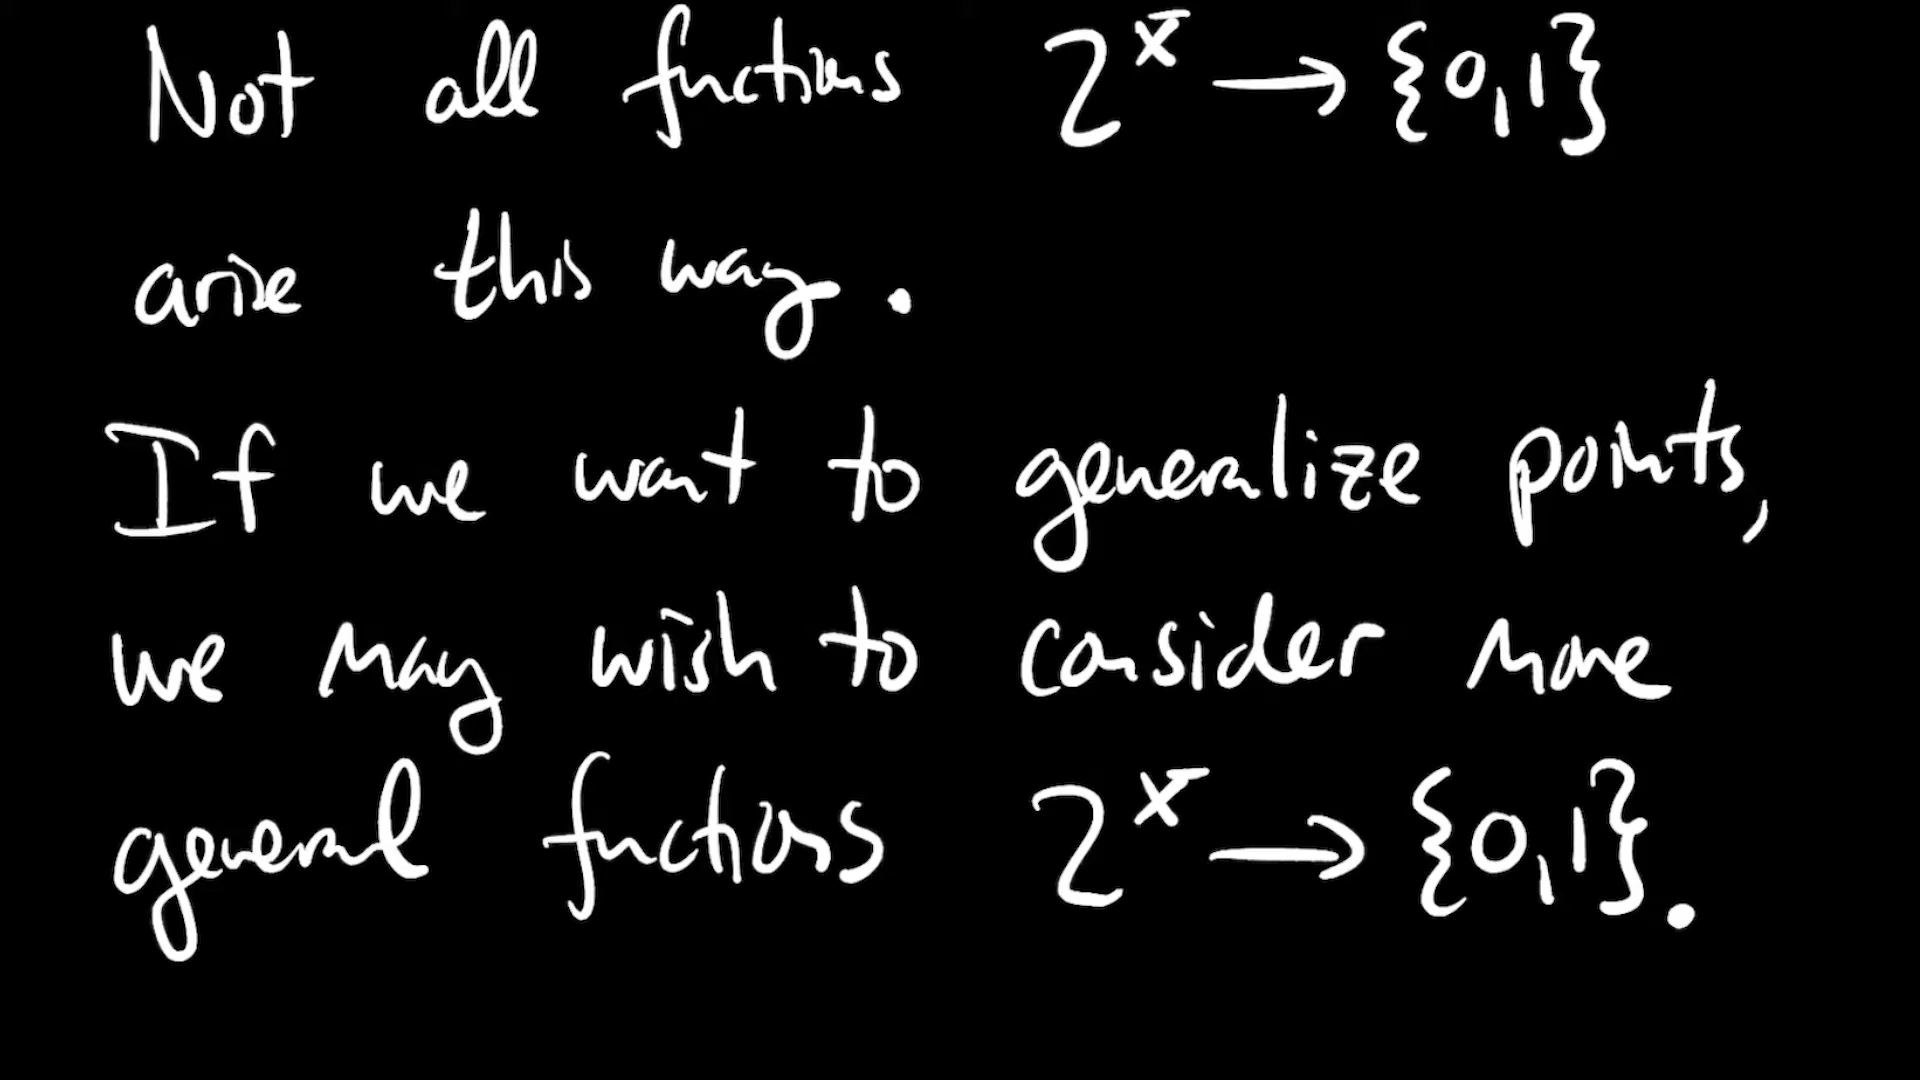 Not all functions 2^X → {0,1}
arise this way.
If we want to generalize points,
we may wish to consider more
general functions 2^X → {0,1}.